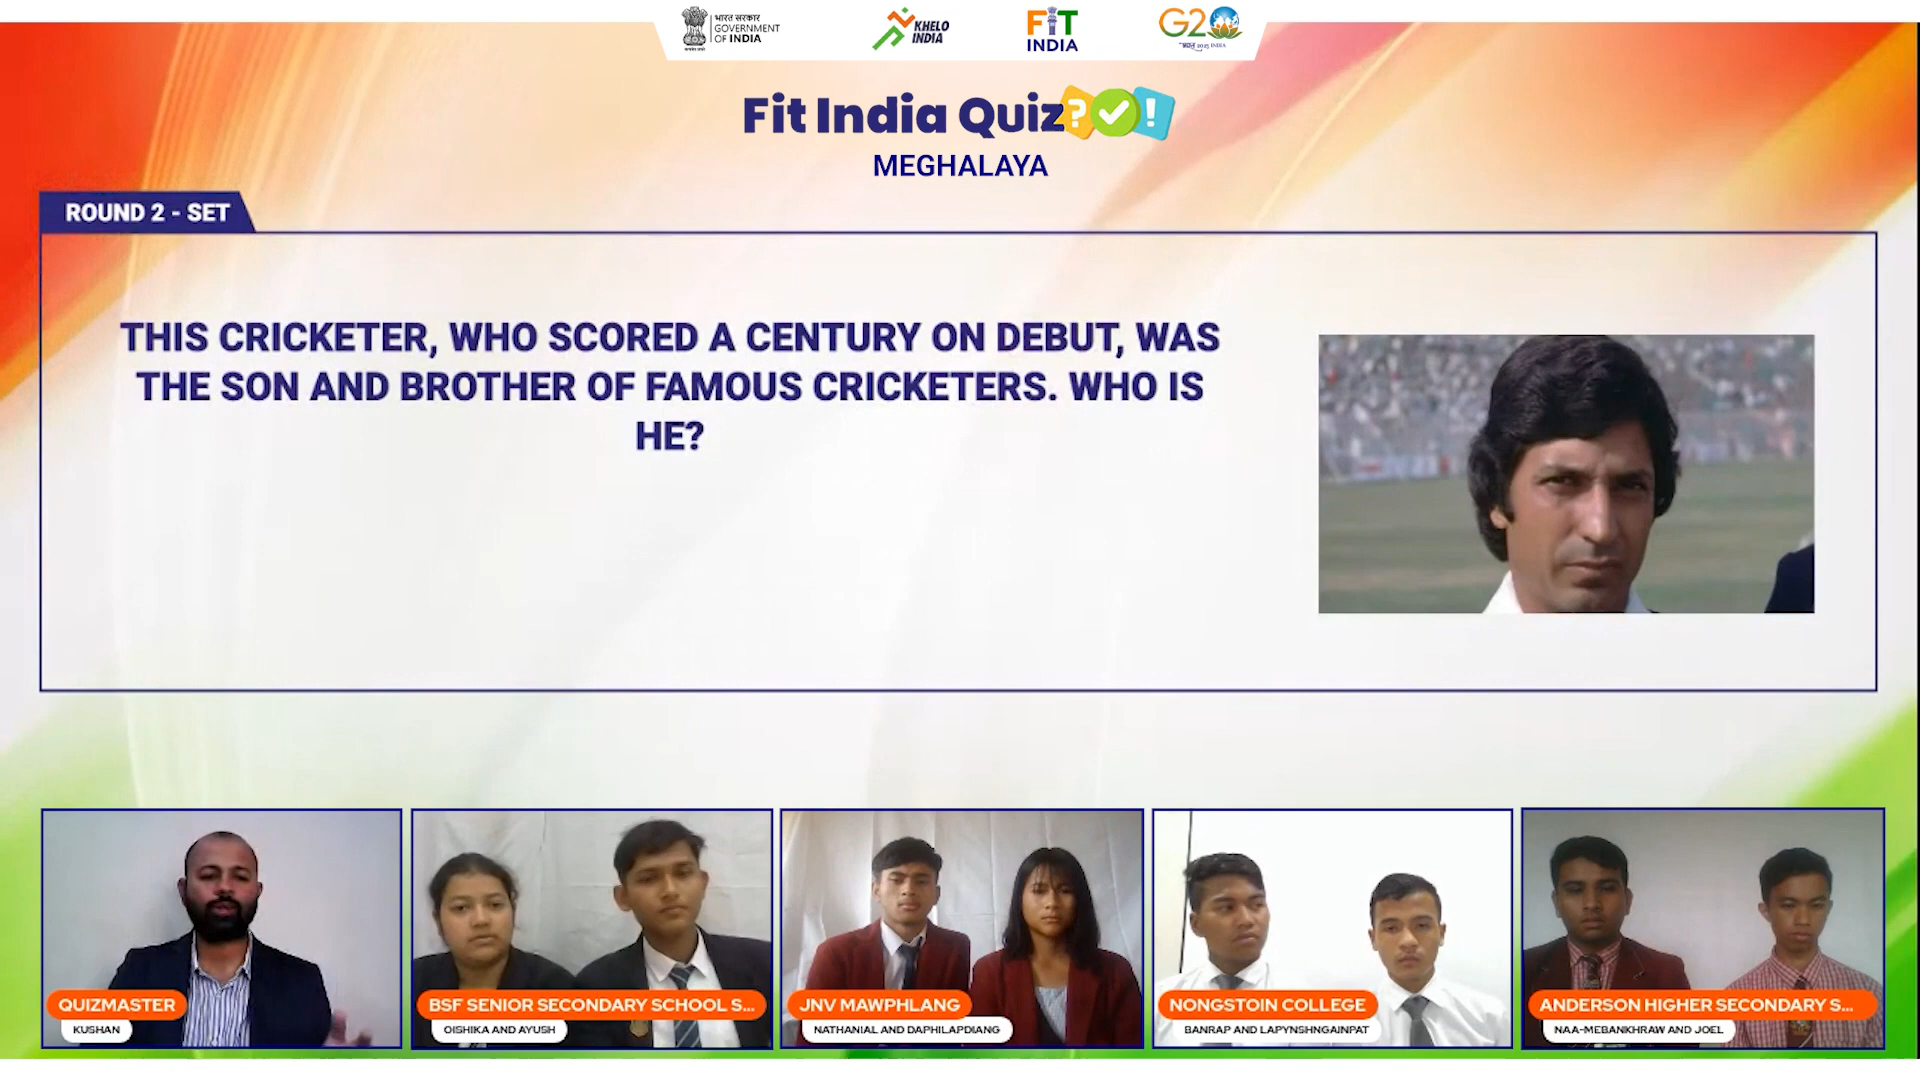 भारत सरकार
GOVERNMENT
OF INDIA
KHELO
INDIA
FIT
INDIA
G20
भारत 2023 INDIA
Fit India Quiz?!
MEGHALAYA
ROUND 2 - SET
THIS CRICKETER, WHO SCORED A CENTURY ON DEBUT, WAS
THE SON AND BROTHER OF FAMOUS CRICKETERS. WHO IS
HE?
QUIZMASTER
KUSHAN
BSF SENIOR SECONDARY SCHOOL S...
OISHIKA AND AYUSH
JNV MAWPHLANG
NATHANIAL AND DAPHILAPDIANG
NONGSTOIN COLLEGE
BANRAP AND LAPYNSHNGAINPAT
ANDERSON HIGHER SECONDARY S...
NAA-MEBANKHRAW AND JOEL